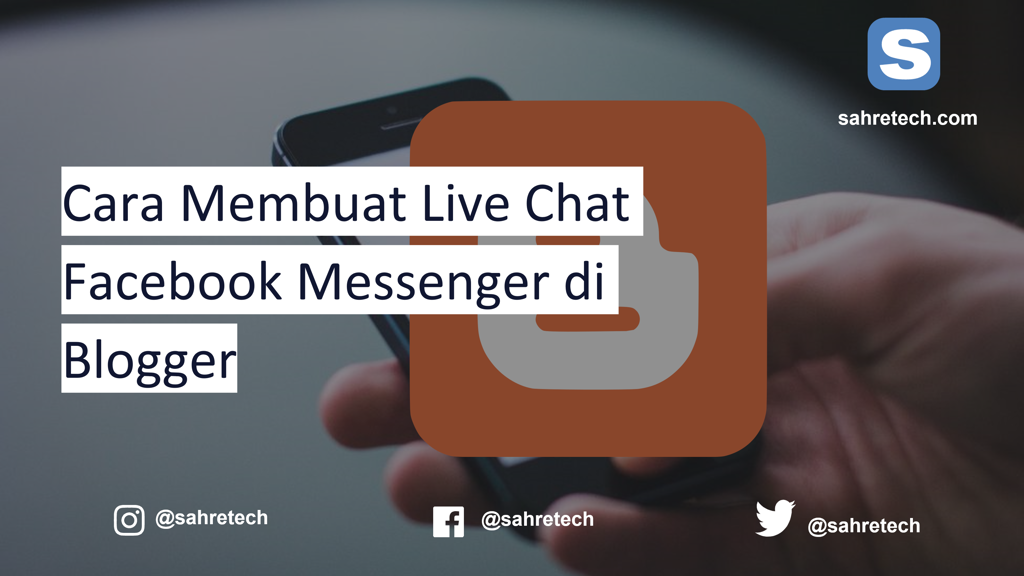 S
sahretech.com
Cara Membuat Live Chat
Facebook Messenger di
Blogger
@sahretech
@sahretech
@sahretech